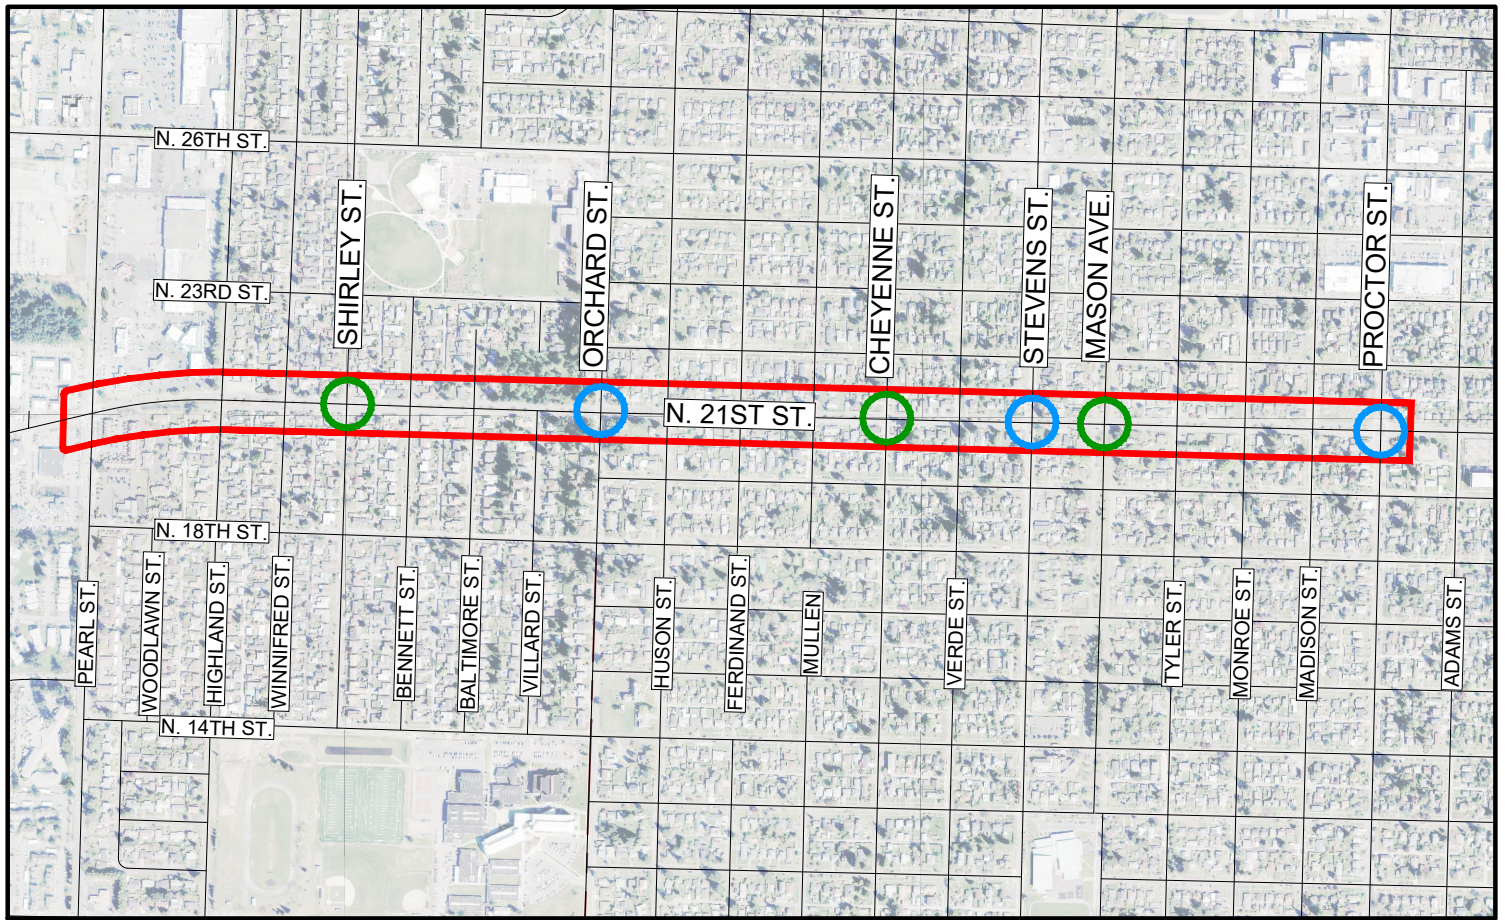 N. 26TH ST.
SHIRLEY ST.
ORCHARD ST.
CHEYENNE ST.
STEVENS ST.
MASON AVE.
PROCTOR ST.
N. 23RD ST.
N. 21ST ST.
N. 18TH ST.
PEARL ST.
WOODLAWN ST.
HIGHLAND ST.
WINNIFRED ST.
BENNETT ST.
BALTIMORE ST.
VILLARD ST.
HUSON ST.
FERDINAND ST.
MULLEN
VERDE ST.
TYLER ST.
MONROE ST.
MADISON ST.
ADAMS ST.
N. 14TH ST.